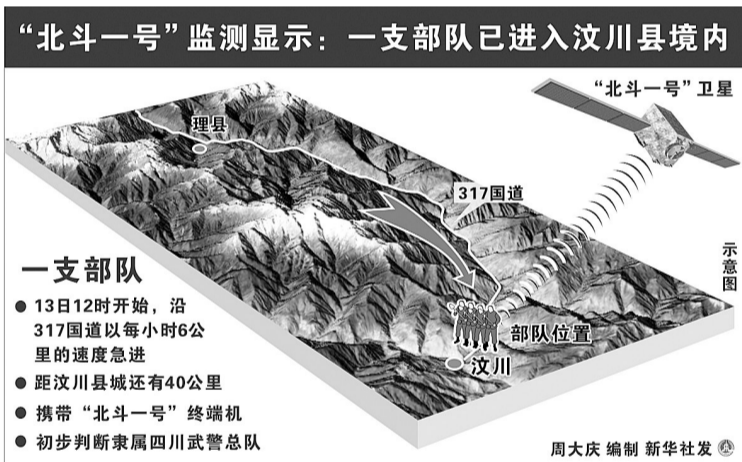 “北斗一号”监测显示：一支部队已进入汶川县境内
“北斗一号”卫星
理县
317国道
示意图
一支部队
● 13日12时开始，沿
317国道以每小时6公
里的速度急进
● 距汶川县城还有40公里
● 携带“北斗一号”终端机
● 初步判断隶属四川武警总队
部队位置
汶川
周大庆 编制 新华社发